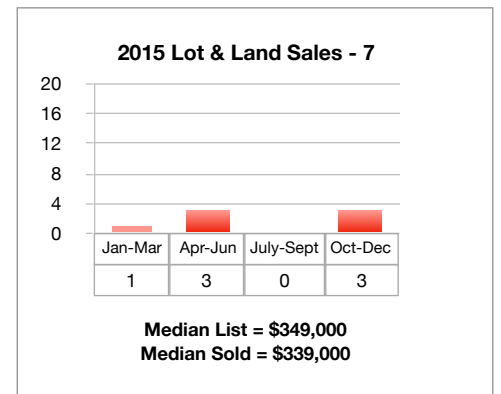 2015 Lot & Land Sales - 7
20
16
12
8
4
0
Jan-Mar Apr-Jun July-Sept Oct-Dec
1 3 0 3
Median List = $349,000
Median Sold = $339,000